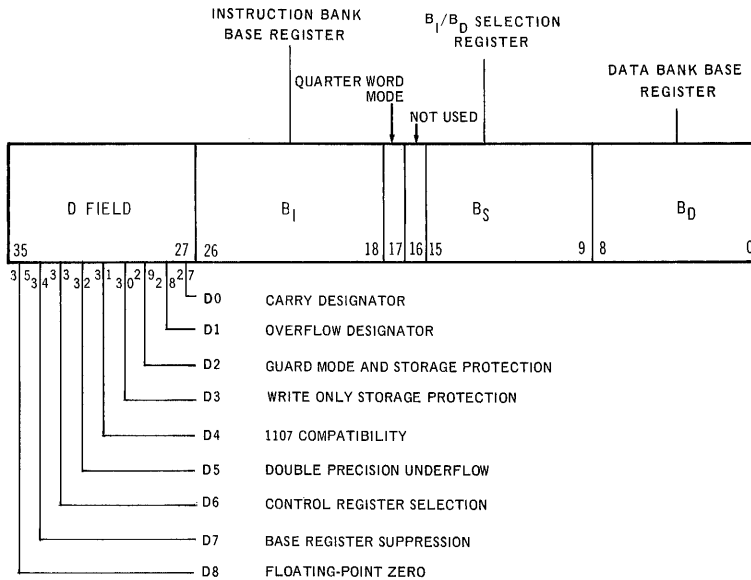 INSTRUCTION BANK
BASE REGISTER
B_I/B_D SELECTION
REGISTER
QUARTER WORD
MODE
NOT USED
DATA BANK BASE
REGISTER
D FIELD
B_I
B_S
B_D
35 27 26 18 17 16 15 9 8 0
35 34 33 32 31 30 29 28 27
D0 CARRY DESIGNATOR
D1 OVERFLOW DESIGNATOR
D2 GUARD MODE AND STORAGE PROTECTION
D3 WRITE ONLY STORAGE PROTECTION
D4 1107 COMPATIBILITY
D5 DOUBLE PRECISION UNDERFLOW
D6 CONTROL REGISTER SELECTION
D7 BASE REGISTER SUPPRESSION
D8 FLOATING-POINT ZERO